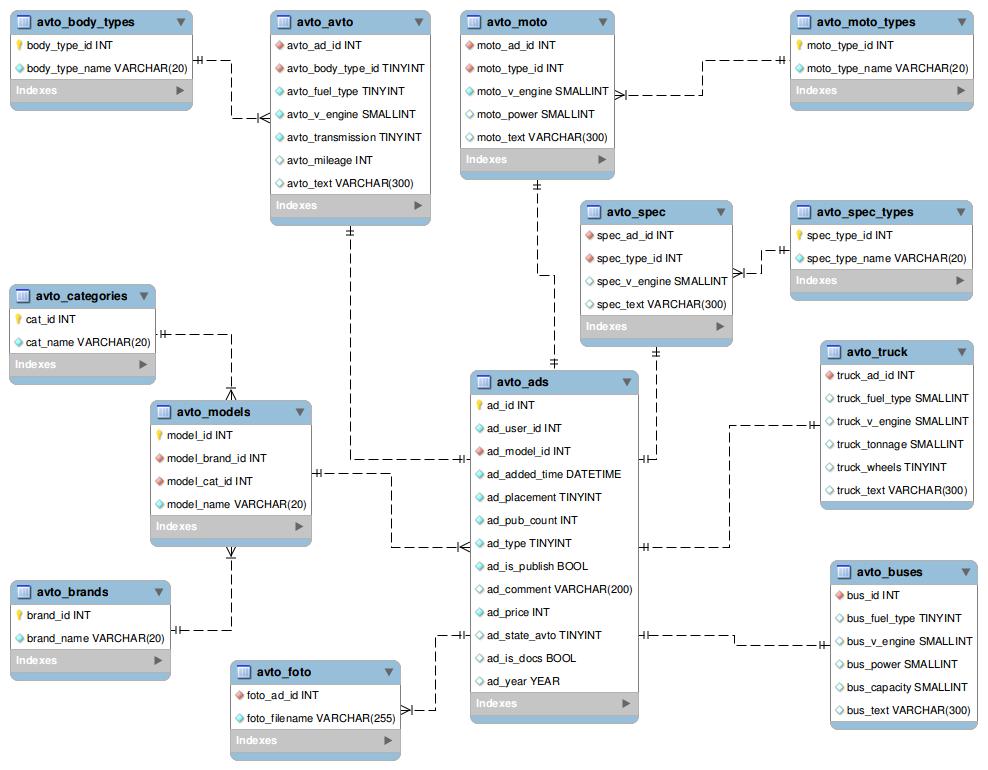 avto_body_types
body_type_id INT
body_type_name VARCHAR(20)
Indexes
avto_avto
avto_ad_id INT
avto_body_type_id TINYINT
avto_fuel_type TINYINT
avto_v_engine SMALLINT
avto_transmission TINYINT
avto_mileage INT
avto_text VARCHAR(300)
Indexes
avto_moto
moto_ad_id INT
moto_type_id INT
moto_v_engine SMALLINT
moto_power SMALLINT
moto_text VARCHAR(300)
Indexes
avto_moto_types
moto_type_id INT
moto_type_name VARCHAR(20)
Indexes
avto_spec
spec_ad_id INT
spec_type_id INT
spec_v_engine SMALLINT
spec_text VARCHAR(300)
Indexes
avto_spec_types
spec_type_id INT
spec_type_name VARCHAR(20)
Indexes
avto_categories
cat_id INT
cat_name VARCHAR(20)
Indexes
avto_models
model_id INT
model_brand_id INT
model_cat_id INT
model_name VARCHAR(20)
Indexes
avto_ads
ad_id INT
ad_user_id INT
ad_model_id INT
ad_added_time DATETIME
ad_placement TINYINT
ad_pub_count INT
ad_type TINYINT
ad_is_publish BOOL
ad_comment VARCHAR(200)
ad_price INT
ad_state_avto TINYINT
ad_is_docs BOOL
ad_year YEAR
Indexes
avto_truck
truck_ad_id INT
truck_fuel_type SMALLINT
truck_v_engine SMALLINT
truck_tonnage SMALLINT
truck_wheels TINYINT
truck_text VARCHAR(300)
avto_brands
brand_id INT
brand_name VARCHAR(20)
Indexes
avto_foto
foto_ad_id INT
foto_filename VARCHAR(255)
Indexes
avto_buses
bus_id INT
bus_fuel_type TINYINT
bus_v_engine SMALLINT
bus_power SMALLINT
bus_capacity SMALLINT
bus_text VARCHAR(300)